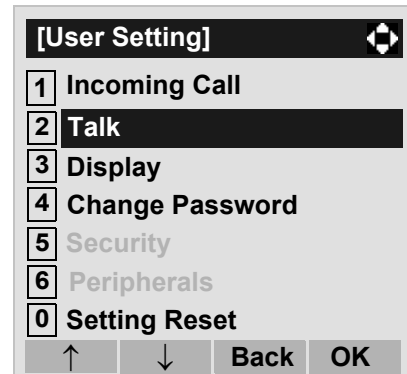 [User Setting]
1 Incoming Call
2 Talk
3 Display
4 Change Password
5 Security
6 Peripherals
0 Setting Reset
↑ ↓ Back OK